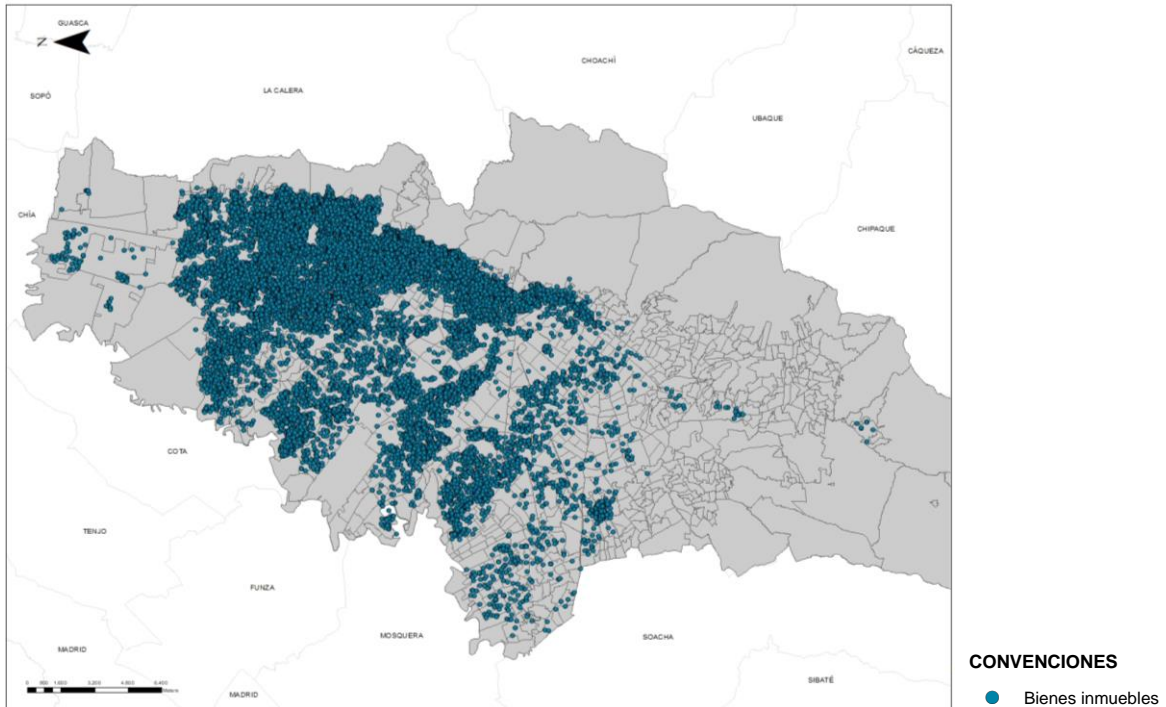 GUASCA
N
CÁQUEZA
CHOACHÍ
LA CALERA
SOPÓ
UBAQUE
CHÍA
CHIPAQUE
COTA
TENJO
FUNZA
MOSQUERA
SOACHA
MADRID
SIBATÉ
MADRID
CONVENCIONES
Bienes inmuebles